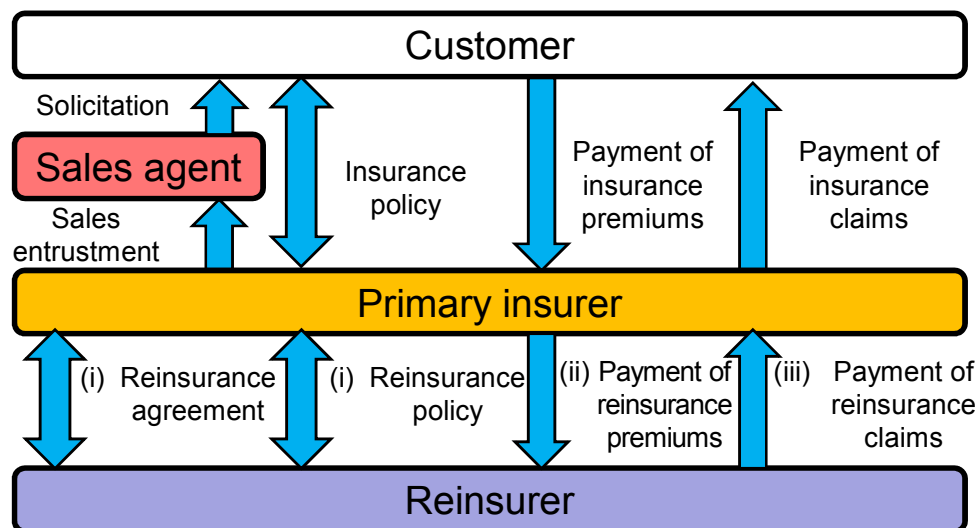 Customer
Solicitation
Sales agent
Sales
entrustment
Insurance
policy
Payment of
insurance
premiums
Payment of
insurance
claims
Primary insurer
(i) Reinsurance
agreement
(i) Reinsurance
policy
(ii) Payment of
reinsurance
premiums
(iii) Payment of
reinsurance
claims
Reinsurer